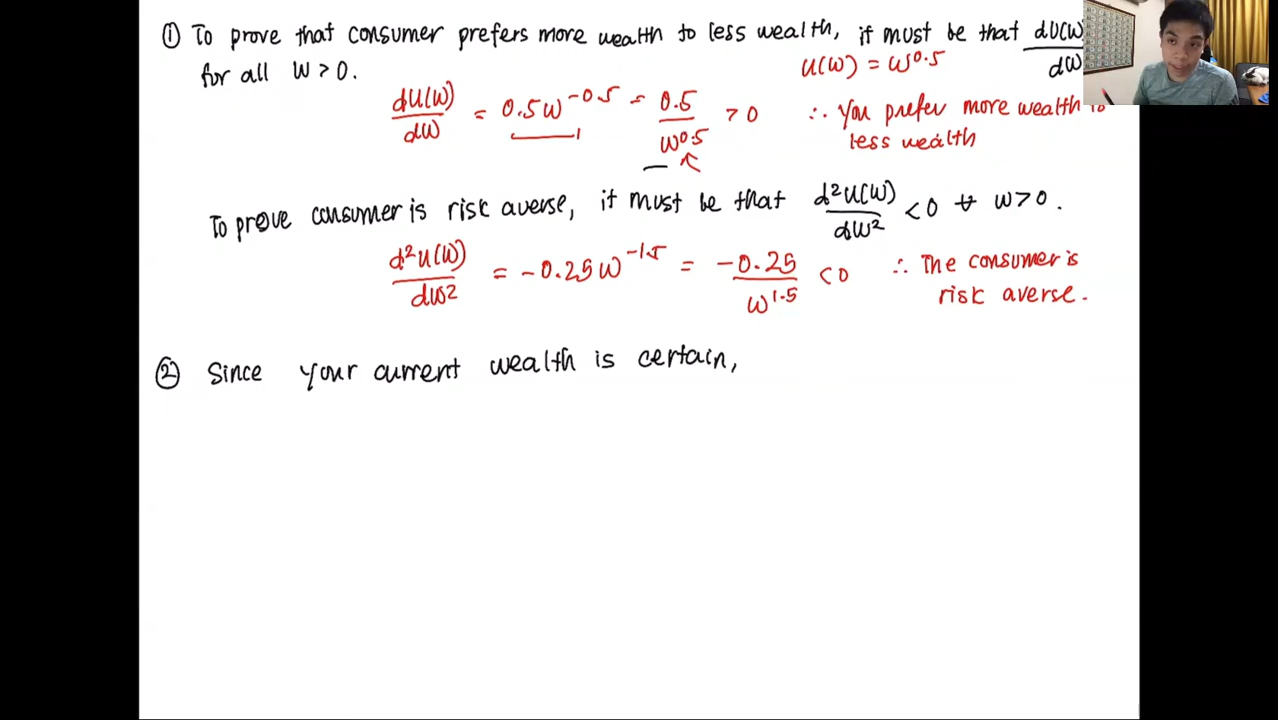 ① To prove that consumer prefers more wealth to less wealth, it must be that dU(W)/dW
for all W > 0.
U(W) = W^0.5
dU(W)/dW = 0.5W^-0.5 = 0.5/W^0.5 > 0
∴ You prefer more wealth to
less wealth
To prove consumer is risk averse, it must be that d²U(W)/dW² < 0 ∀ W > 0.
d²U(W)/dW² = -0.25W^-1.5 = -0.25/W^1.5 < 0
∴ The consumer is
risk averse.
② Since your current wealth is certain,